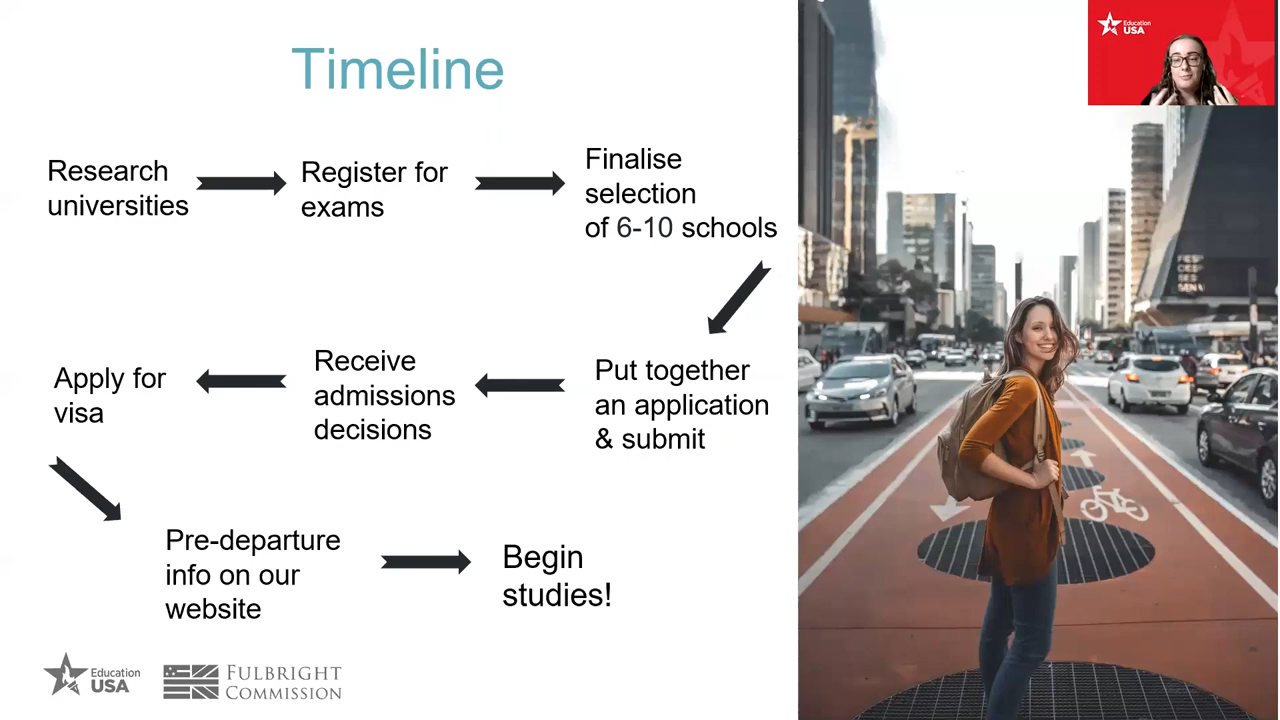 Timeline
Research
universities
Register for
exams
Finalise
selection
of 6-10 schools
Put together
an application
& submit
Receive
admissions
decisions
Apply for
visa
Pre-departure
info on our
website
Begin
studies!
Education
USA
FULBRIGHT
COMMISSION
Education
USA